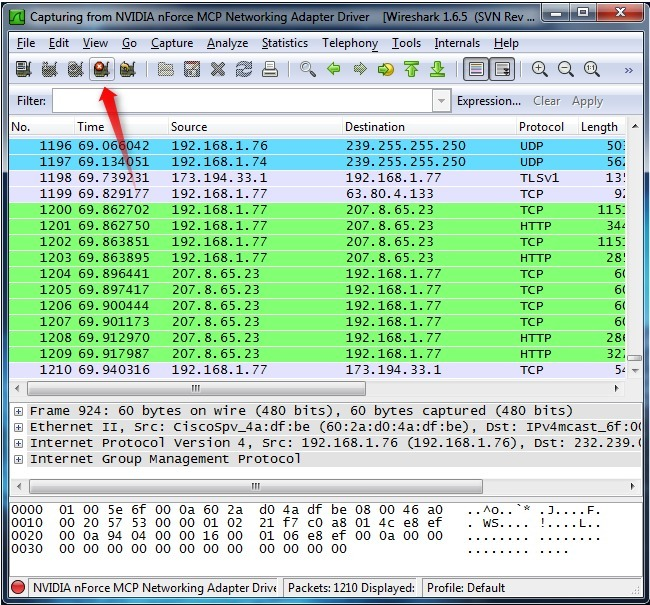 Capturing from NVIDIA nForce MCP Networking Adapter Driver [Wireshark 1.6.5 (SVN Rev ...
File Edit View Go Capture Analyze Statistics Telephony Tools Internals Help
1:1 »
Filter: Expression... Clear Apply
No. Time Source Destination Protocol Length
1196 69.066042 192.168.1.76 239.255.255.250 UDP 503
1197 69.134051 192.168.1.74 239.255.255.250 UDP 562
1198 69.739231 173.194.33.1 192.168.1.77 TLSv1 135
1199 69.829177 192.168.1.77 63.80.4.133 TCP 92
1200 69.862702 192.168.1.77 207.8.65.23 TCP 1151
1201 69.862750 192.168.1.77 207.8.65.23 HTTP 344
1202 69.863851 192.168.1.77 207.8.65.23 TCP 1151
1203 69.863895 192.168.1.77 207.8.65.23 HTTP 285
1204 69.896441 207.8.65.23 192.168.1.77 TCP 60
1205 69.897417 207.8.65.23 192.168.1.77 TCP 60
1206 69.900444 207.8.65.23 192.168.1.77 TCP 60
1207 69.901173 207.8.65.23 192.168.1.77 TCP 60
1208 69.912970 207.8.65.23 192.168.1.77 HTTP 286
1209 69.917987 207.8.65.23 192.168.1.77 HTTP 327
1210 69.940316 192.168.1.77 173.194.33.1 TCP 54
Frame 924: 60 bytes on wire (480 bits), 60 bytes captured (480 bits)
Ethernet II, Src: CiscoSpv_4a:df:be (60:2a:d0:4a:df:be), Dst: IPv4mcast_6f:00
Internet Protocol Version 4, Src: 192.168.1.76 (192.168.1.76), Dst: 232.239.0
Internet Group Management Protocol
0000 01 00 5e 6f 00 0a 60 2a d0 4a df be 08 00 46 a0 ..^o..`* .J....F.
0010 00 20 57 53 00 00 01 02 21 f7 c0 a8 01 4c e8 ef . WS.... !....L..
0020 00 0a 94 04 00 00 16 00 01 06 e8 ef 00 0a 00 00 ........ ........
0030 00 00 00 00 00 00 00 00 00 00 00 00 ........ ....
NVIDIA nForce MCP Networking Adapter Drive Packets: 1210 Displayed: Profile: Default